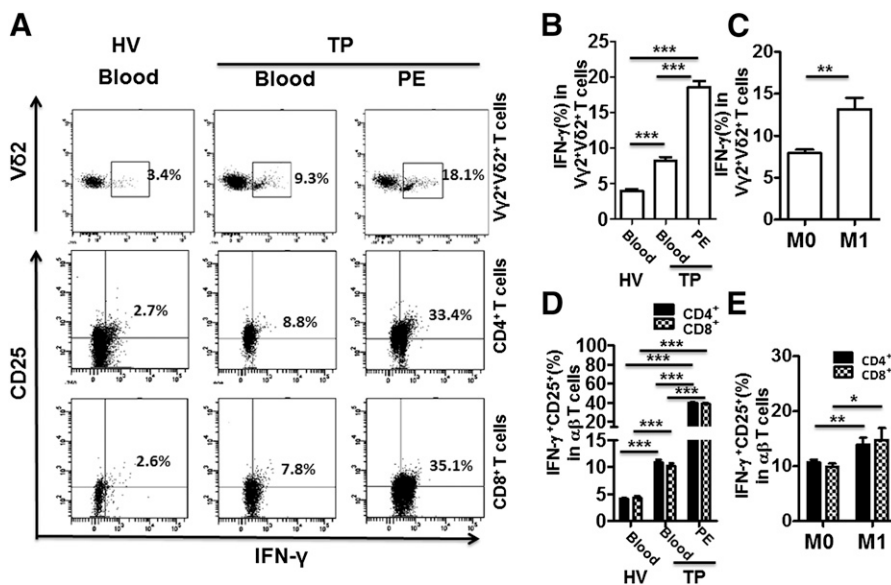 A
HV
TP
Blood
Blood
PE
Vδ2
3.4%
9.3%
18.1%
Vγ2⁺Vδ2⁺ T cells
CD25
2.7%
8.8%
33.4%
CD4⁺ T cells
2.6%
7.8%
35.1%
CD8⁺ T cells
IFN-γ
B
IFN-γ(%) in
Vγ2⁺Vδ2⁺ T cells
25
20
15
10
5
0
***
***
***
Blood
Blood
PE
HV
TP
C
IFN-γ(%) in
Vγ2⁺Vδ2⁺ T cells
20
15
10
5
0
**
M0
M1
D
CD4⁺
CD8⁺
IFN-γ⁺CD25⁺(%)
in αβ T cells
100
80
60
40
20
15
10
5
0
***
***
***
***
***
***
Blood
Blood
PE
HV
TP
E
CD4⁺
CD8⁺
IFN-γ⁺CD25⁺(%)
in αβ T cells
30
20
10
0
*
**
M0
M1